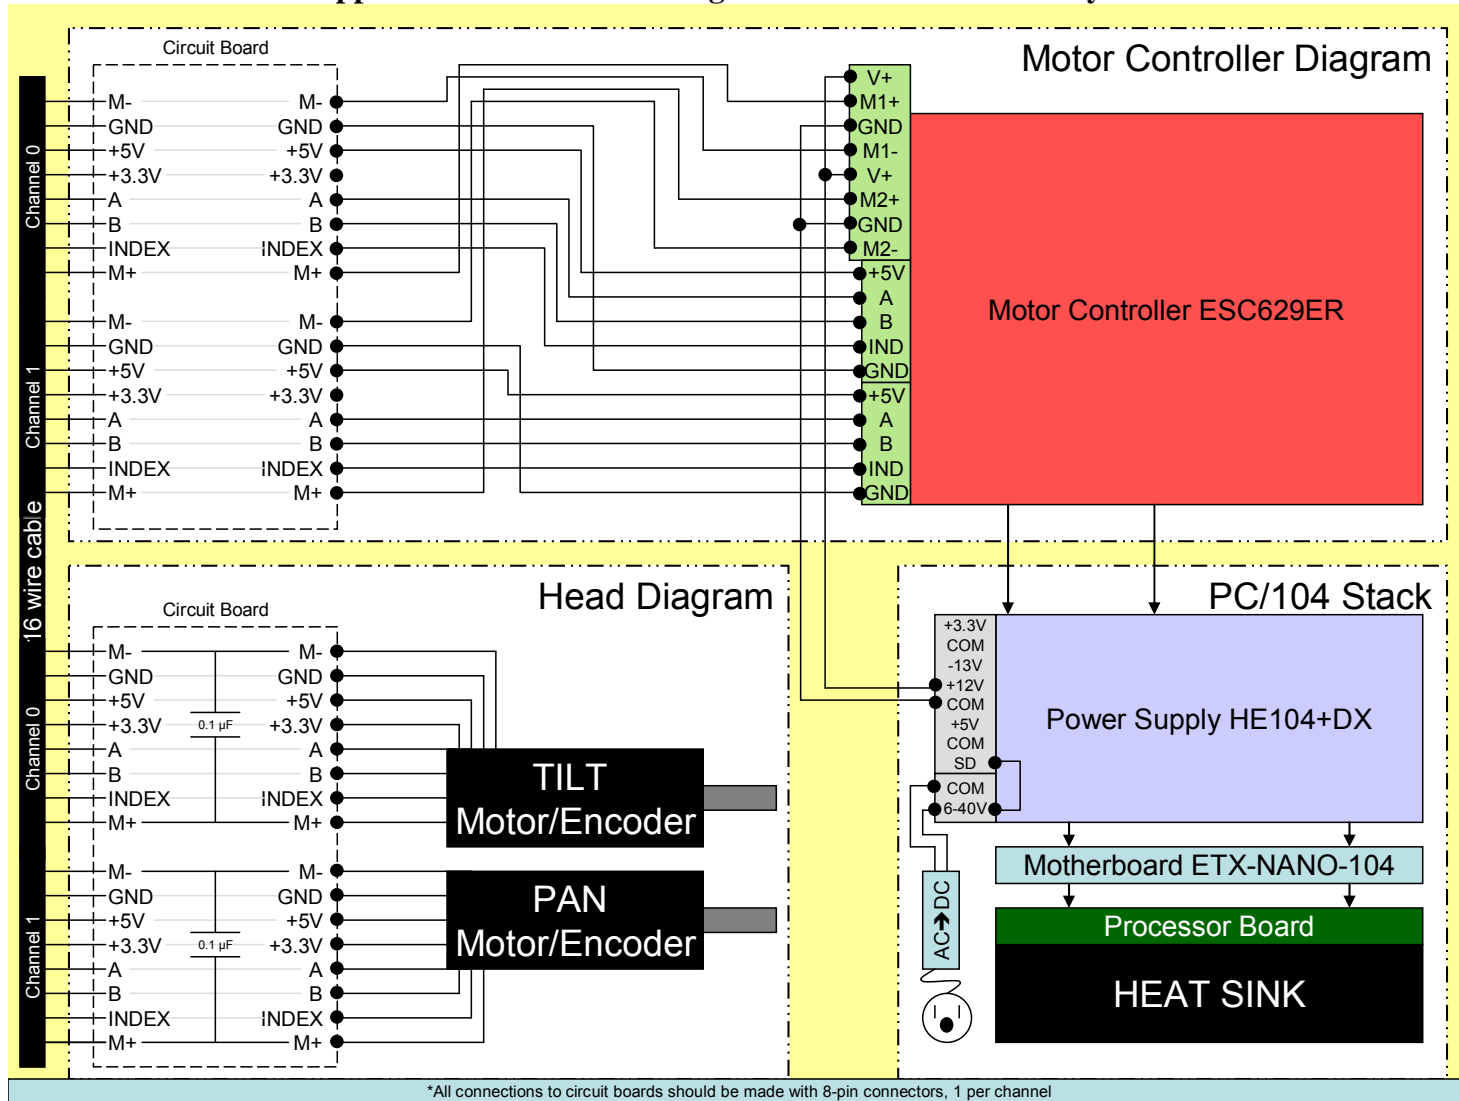 Circuit Board
Motor Controller Diagram
Channel 0
M- M-
GND GND
+5V +5V
+3.3V +3.3V
A A
B B
INDEX INDEX
M+ M+
Channel 1
M- M-
GND GND
+5V +5V
+3.3V +3.3V
A A
B B
INDEX INDEX
M+ M+
V+
M1+
GND
M1-
V+
M2+
GND
M2-
+5V
A
B
IND
GND
+5V
A
B
IND
GND
Motor Controller ESC629ER
16 wire cable
Head Diagram
Circuit Board
Channel 0
M- M-
GND GND
+5V +5V
+3.3V 0.1 µF +3.3V
A A
B B
INDEX INDEX
M+ M+
Channel 1
M- M-
GND GND
+5V +5V
+3.3V 0.1 µF +3.3V
A A
B B
INDEX INDEX
M+ M+
TILT
Motor/Encoder
PAN
Motor/Encoder
PC/104 Stack
+3.3V
COM
-13V
+12V
COM
+5V
COM
SD
COM
6-40V
Power Supply HE104+DX
AC➔DC
Motherboard ETX-NANO-104
Processor Board
HEAT SINK
*All connections to circuit boards should be made with 8-pin connectors, 1 per channel